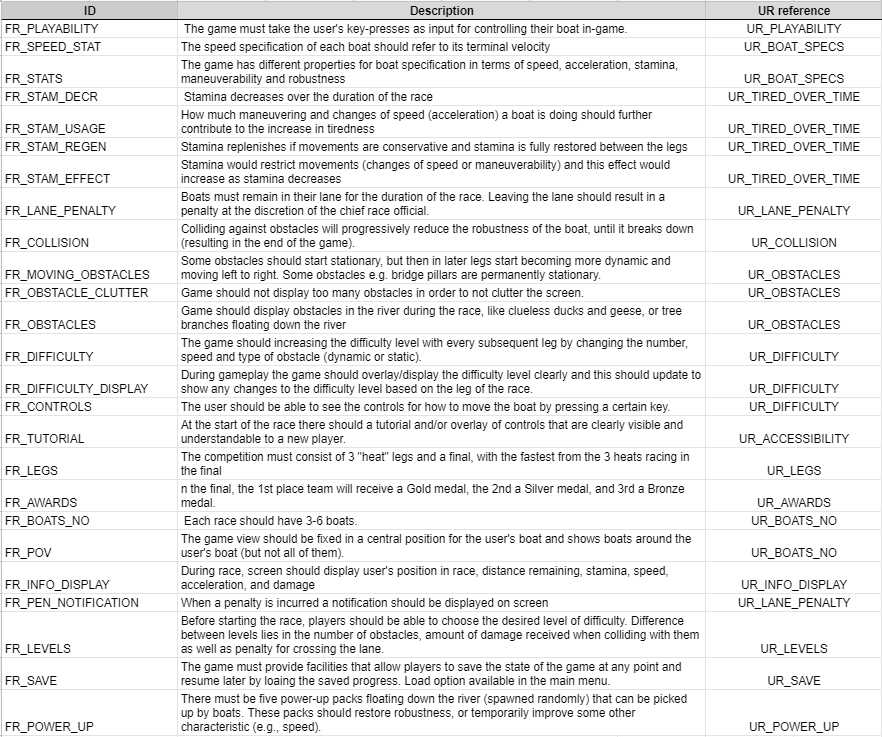 ID Description UR reference
FR_PLAYABILITY The game must take the user's key-presses as input for controlling their boat in-game. UR_PLAYABILITY
FR_SPEED_STAT The speed specification of each boat should refer to its terminal velocity UR_BOAT_SPECS
The game has different properties for boat specification in terms of speed, acceleration, stamina,
FR_STATS maneuverability and robustness UR_BOAT_SPECS
FR_STAM_DECR Stamina decreases over the duration of the race UR_TIRED_OVER_TIME
How much maneuvering and changes of speed (acceleration) a boat is doing should further
FR_STAM_USAGE contribute to the increase in tiredness UR_TIRED_OVER_TIME
FR_STAM_REGEN Stamina replenishes if movements are conservative and stamina is fully restored between the legs UR_TIRED_OVER_TIME
Stamina would restrict movements (changes of speed or maneuverability) and this effect would
FR_STAM_EFFECT increase as stamina decreases UR_TIRED_OVER_TIME
Boats must remain in their lane for the duration of the race. Leaving the lane should result in a
FR_LANE_PENALTY penalty at the discretion of the chief race official. UR_LANE_PENALTY
Colliding against obstacles will progressively reduce the robustness of the boat, until it breaks down
FR_COLLISION (resulting in the end of the game). UR_COLLISION
Some obstacles should start stationary, but then in later legs start becoming more dynamic and
FR_MOVING_OBSTACLES moving left to right. Some obstacles e.g. bridge pillars are permanently stationary. UR_OBSTACLES
FR_OBSTACLE_CLUTTER Game should not display too many obstacles in order to not clutter the screen. UR_OBSTACLES
Game should display obstacles in the river during the race, like clueless ducks and geese, or tree
FR_OBSTACLES branches floating down the river UR_OBSTACLES
The game should increasing the difficulty level with every subsequent leg by changing the number,
FR_DIFFICULTY speed and type of obstacle (dynamic or static). UR_DIFFICULTY
During gameplay the game should overlay/display the difficulty level clearly and this should update to
FR_DIFFICULTY_DISPLAY show any changes to the difficulty level based on the leg of the race. UR_DIFFICULTY
FR_CONTROLS The user should be able to see the controls for how to move the boat by pressing a certain key. UR_DIFFICULTY
At the start of the race there should a tutorial and/or overlay of controls that are clearly visible and
FR_TUTORIAL understandable to a new player. UR_ACCESSIBILITY
The competition must consist of 3 "heat" legs and a final, with the fastest from the 3 heats racing in
FR_LEGS the final UR_LEGS
n the final, the 1st place team will receive a Gold medal, the 2nd a Silver medal, and 3rd a Bronze
FR_AWARDS medal. UR_AWARDS
FR_BOATS_NO Each race should have 3-6 boats. UR_BOATS_NO
The game view should be fixed in a central position for the user's boat and shows boats around the
FR_POV user's boat (but not all of them). UR_BOATS_NO
During race, screen should display user's position in race, distance remaining, stamina, speed,
FR_INFO_DISPLAY acceleration, and damage UR_INFO_DISPLAY
FR_PEN_NOTIFICATION When a penalty is incurred a notification should be displayed on screen UR_LANE_PENALTY
Before starting the race, players should be able to choose the desired level of difficulty. Difference
between levels lies in the number of obstacles, amount of damage received when colliding with them
FR_LEVELS as well as penalty for crossing the lane. UR_LEVELS
The game must provide facilities that allow players to save the state of the game at any point and
FR_SAVE resume later by loaing the saved progress. Load option available in the main menu. UR_SAVE
There must be five power-up packs floating down the river (spawned randomly) that can be picked
up by boats. These packs should restore robustness, or temporarily improve some other
FR_POWER_UP characteristic (e.g., speed). UR_POWER_UP